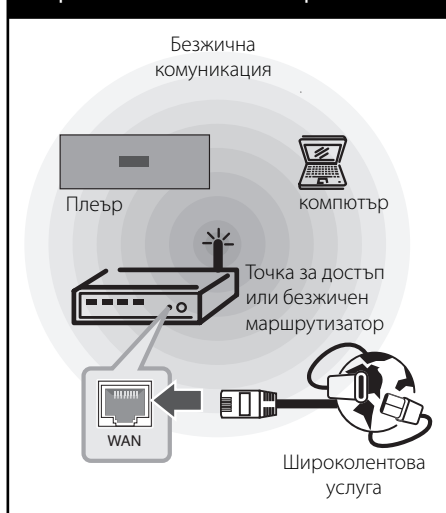 Безжична
комуникация
Плеър
компютър
Точка за достъп
или безжичен
маршрутизатор
WAN
Широколентова
услуга